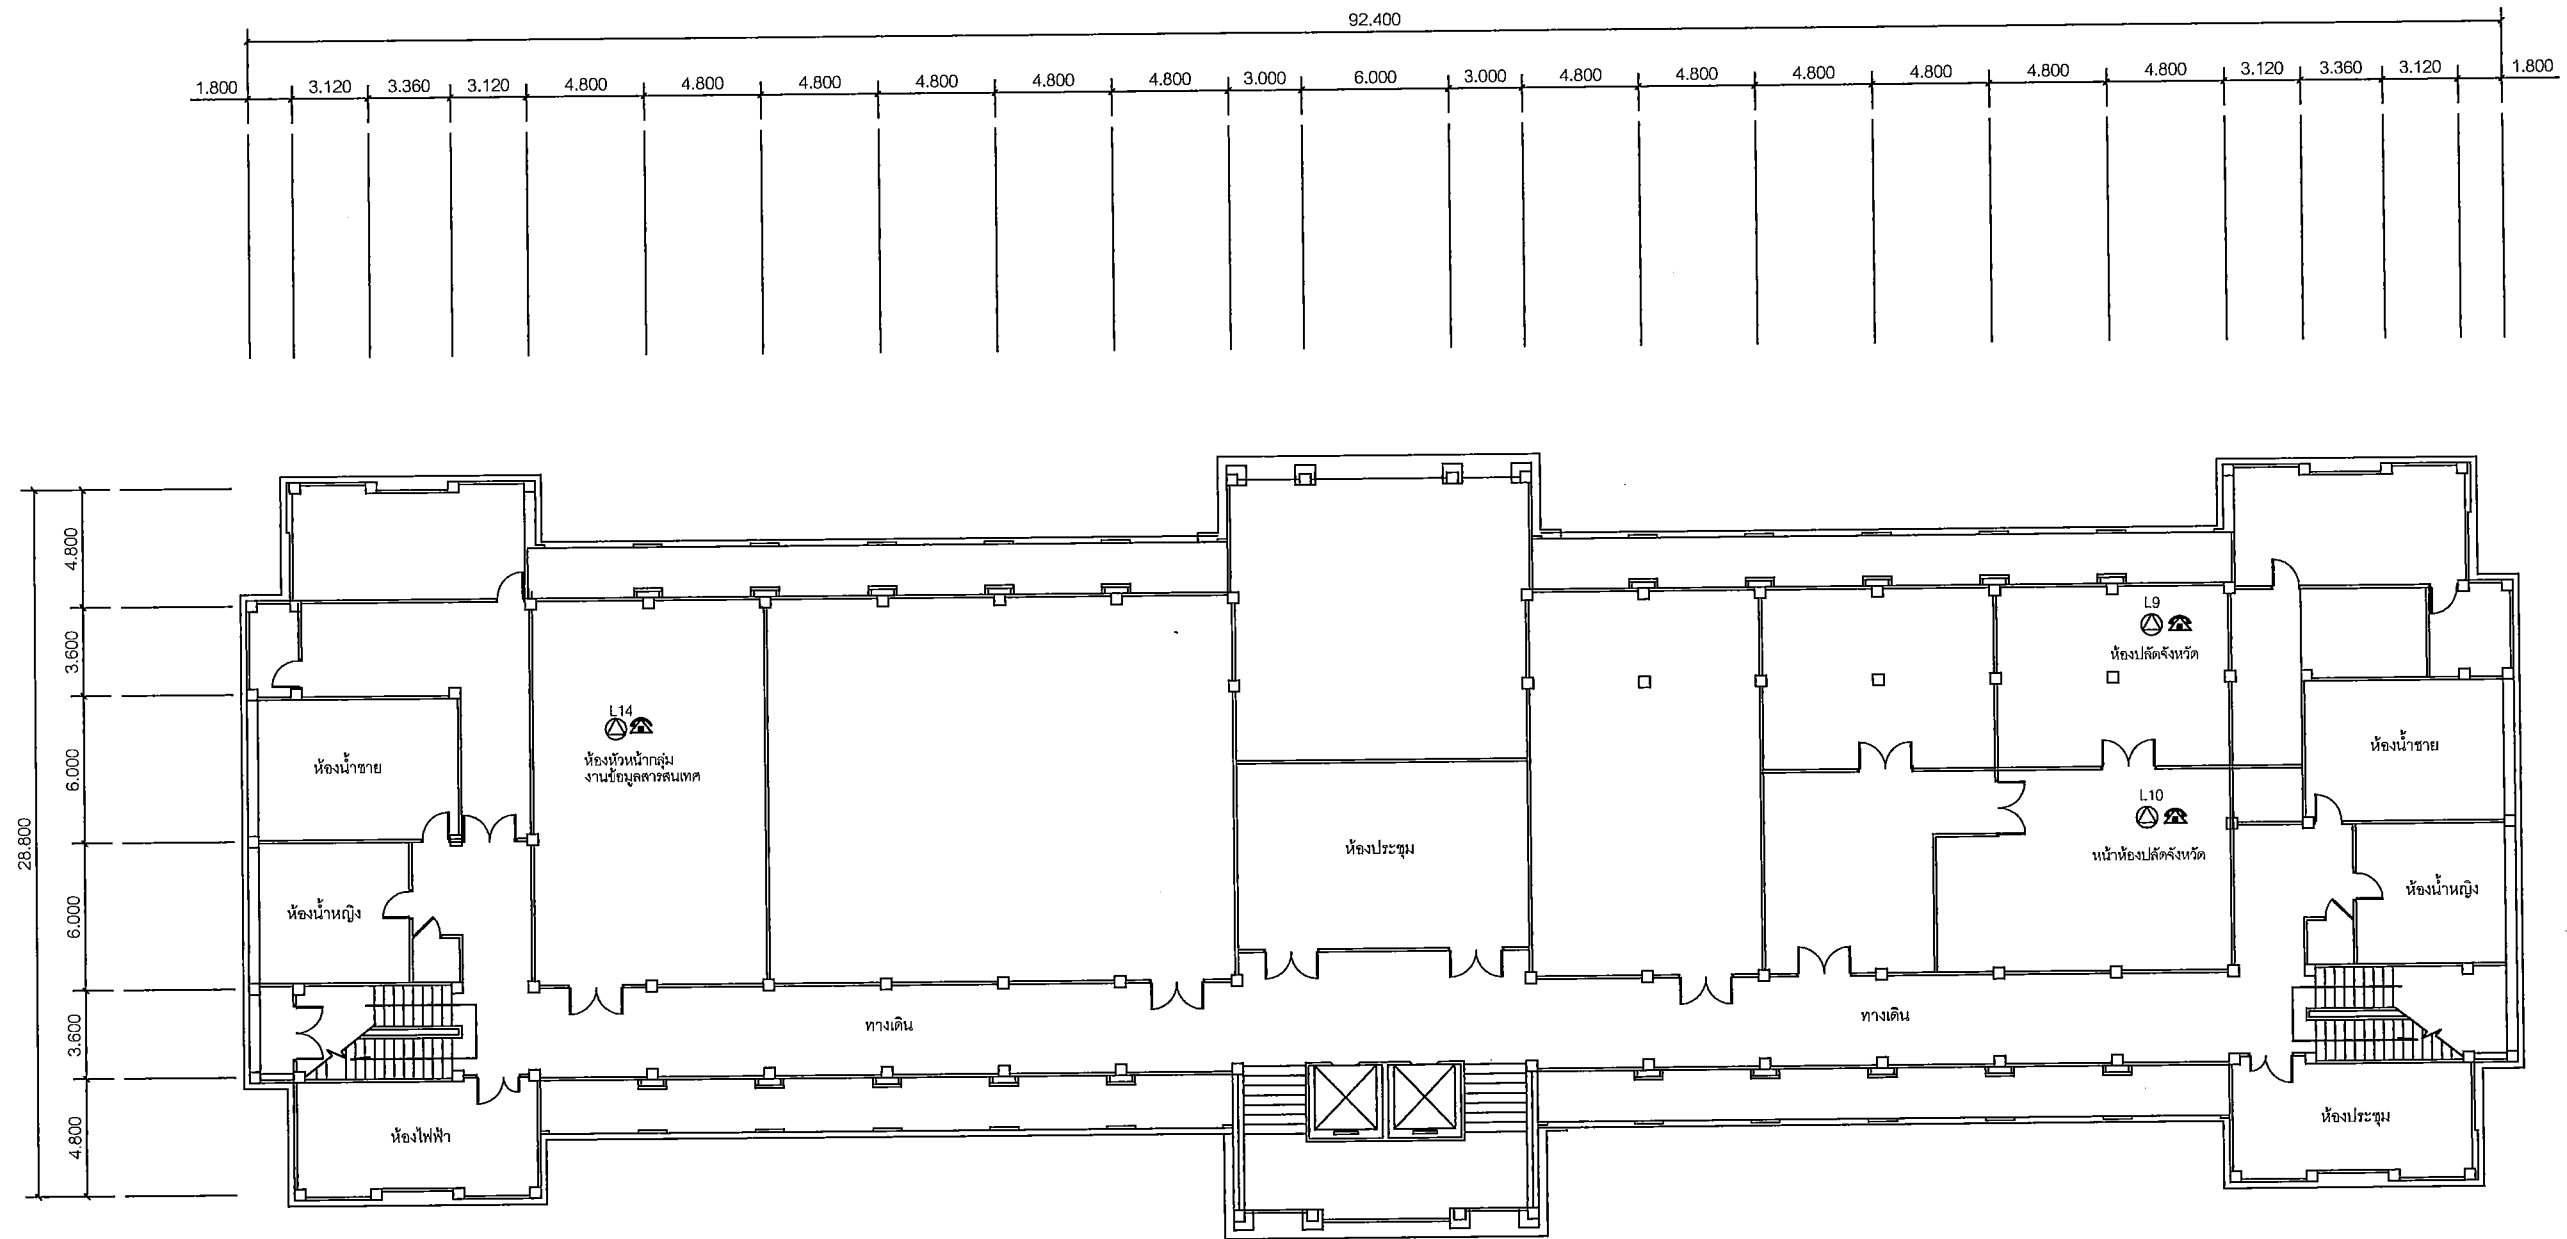 92.400
1.800 3.120 3.360 3.120 4.800 4.800 4.800 4.800 4.800 4.800 3.000 6.000 3.000 4.800 4.800 4.800 4.800 4.800 4.800 3.120 3.360 3.120 1.800
28.800
4.800
3.600
6.000
6.000
3.600
4.800
L9
ห้องปลัดจังหวัด
L14
ห้องหัวหน้ากลุ่ม
งานข้อมูลสารสนเทศ
ห้องน้ำชาย
ห้องน้ำชาย
L10
หน้าห้องปลัดจังหวัด
ห้องประชุม
ห้องน้ำหญิง
ห้องน้ำหญิง
ทางเดิน
ทางเดิน
ห้องไฟฟ้า
ห้องประชุม